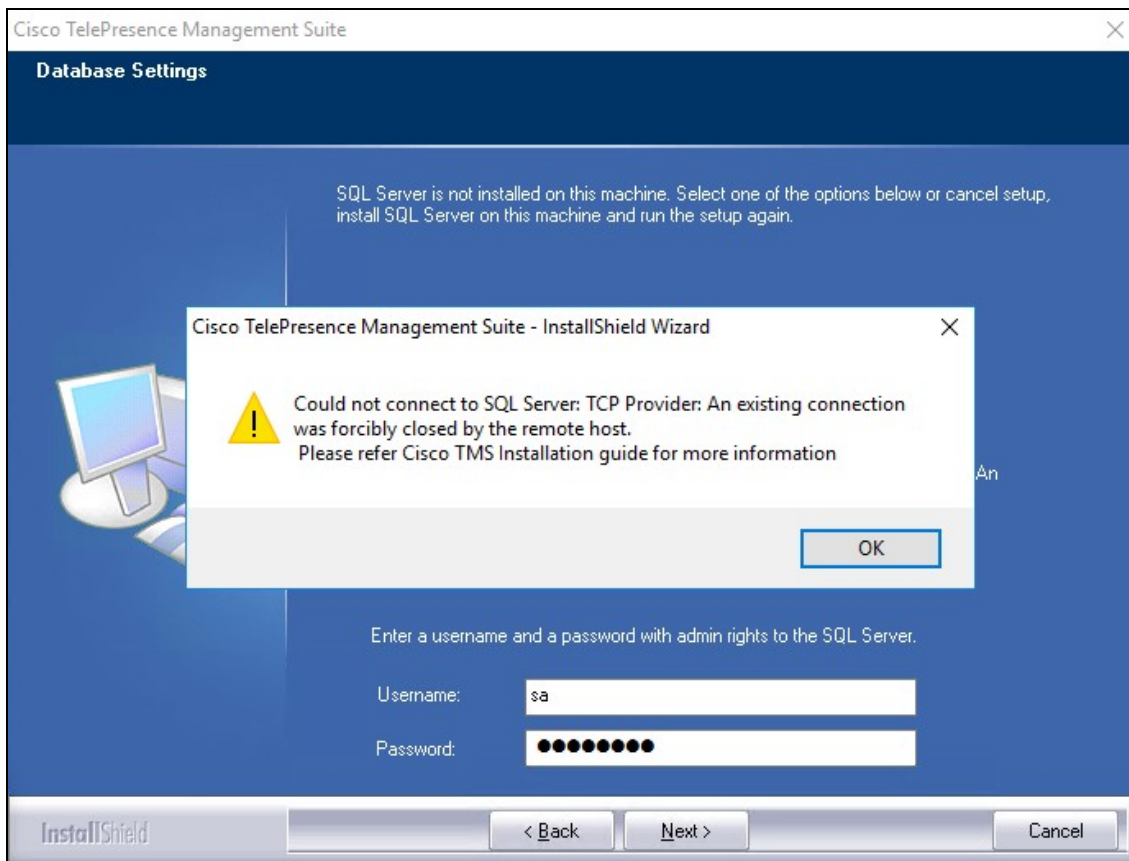 Cisco TelePresence Management Suite
Database Settings
SQL Server is not installed on this machine. Select one of the options below or cancel setup,
install SQL Server on this machine and run the setup again.
Cisco TelePresence Management Suite - InstallShield Wizard
Could not connect to SQL Server: TCP Provider: An existing connection
was forcibly closed by the remote host.
Please refer Cisco TMS Installation guide for more information
An
OK
Enter a username and a password with admin rights to the SQL Server.
Username:
sa
Password:
●●●●●●●●
InstallShield
< Back
Next >
Cancel